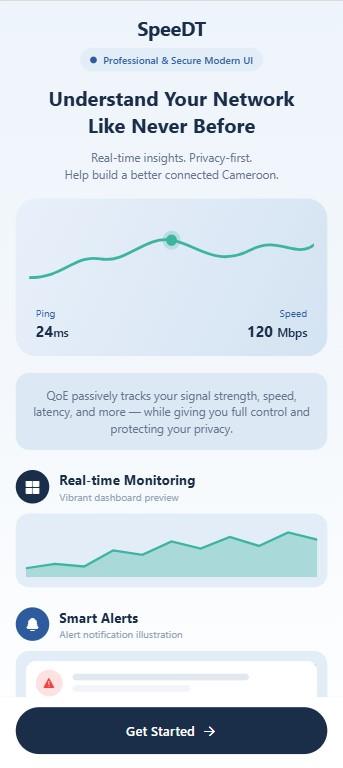 SpeeDT
Professional & Secure Modern UI
Understand Your Network
Like Never Before
Real-time insights. Privacy-first.
Help build a better connected Cameroon.
Ping
Speed
24ms
120 Mbps
QoE passively tracks your signal strength, speed,
latency, and more — while giving you full control and
protecting your privacy.
Real-time Monitoring
Vibrant dashboard preview
Smart Alerts
Alert notification illustration
Get Started →